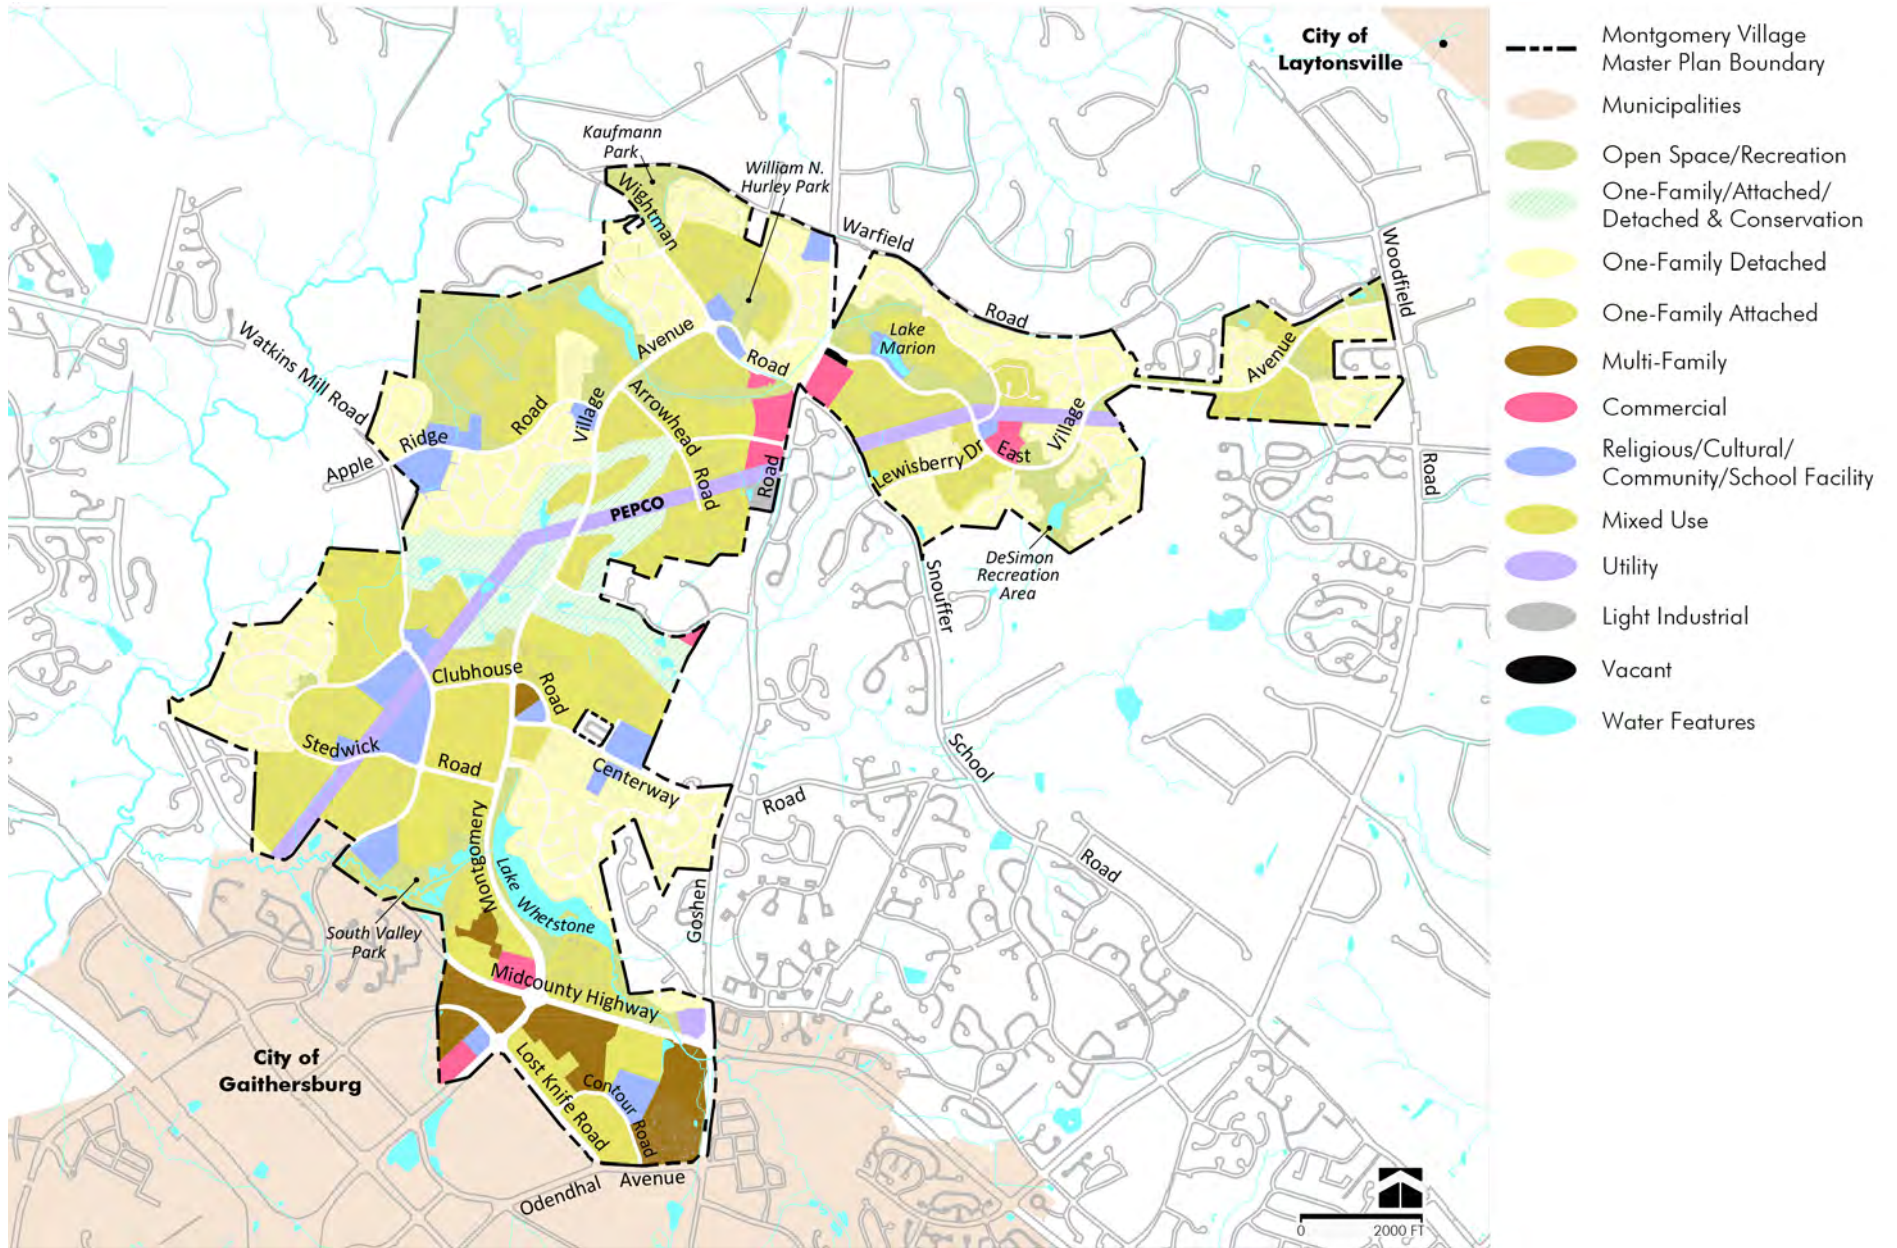 City of
Laytonsville
Kaufmann
Park
William N.
Hurley Park
Wightman
Warfield
Road
Woodfield
Road
Watkins Mill Road
Avenue
Road
Lake
Marion
Avenue
Arrowhead
Road
Village
Road
Apple
Ridge
Road
PEPCO
Lewisberry Dr
East
Village
DeSimon
Recreation
Area
Snouffer
School
Road
Clubhouse
Road
Stedwick
Road
Centerway
Road
Montgomery
Lake Whetstone
Goshen
South Valley
Park
Midcounty Highway
City of
Gaithersburg
Lost Knife Road
Contour Road
Odendhal Avenue
Montgomery Village
Master Plan Boundary
Municipalities
Open Space/Recreation
One-Family/Attached/
Detached & Conservation
One-Family Detached
One-Family Attached
Multi-Family
Commercial
Religious/Cultural/
Community/School Facility
Mixed Use
Utility
Light Industrial
Vacant
Water Features
0 2000 FT